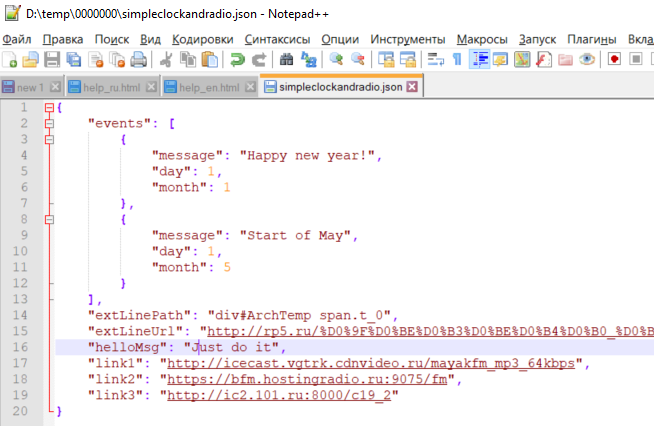 D:\temp\0000000\simpleclockandradio.json - Notepad++
Файл Правка Поиск Вид Кодировки Синтаксисы Опции Инструменты Макросы Запуск Плагины Вкла
new 1 help_ru.html help_en.html simpleclockandradio.json
1 {
2 "events": [
3 {
4 "message": "Happy new year!",
5 "day": 1,
6 "month": 1
7 },
8 {
9 "message": "Start of May",
10 "day": 1,
11 "month": 5
12 }
13 ],
14 "extLinePath": "div#ArchTemp span.t_0",
15 "extLineUrl": "http://rp5.ru/%D0%9F%D0%BE%D0%B3%D0%BE%D0%B4%D0%B0_%D0%B
16 "helloMsg": "Just do it",
17 "link1": "http://icecast.vgtrk.cdnvideo.ru/mayakfm_mp3_64kbps",
18 "link2": "https://bfm.hostingradio.ru:9075/fm",
19 "link3": "http://ic2.101.ru:8000/c19_2"
20 }